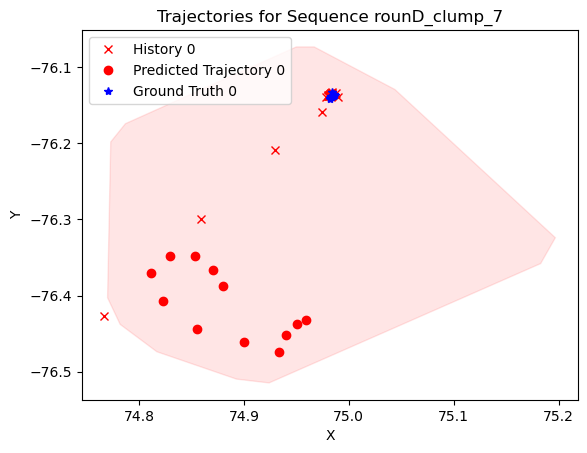 Trajectories for Sequence rounD_clump_7
History 0
Predicted Trajectory 0
Ground Truth 0
Y
−76.1
−76.2
−76.3
−76.4
−76.5
74.8 74.9 75.0 75.1 75.2
X